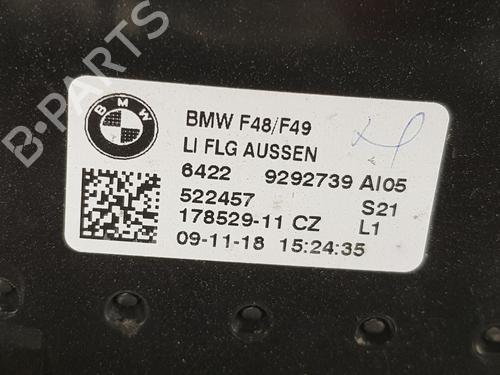 B-PARTS
BMW
BMW F48/F49
LI FLG AUSSEN
6422 9292739 AI05
522457 S21
178529-11 CZ L1
09-11-18 15:24:35